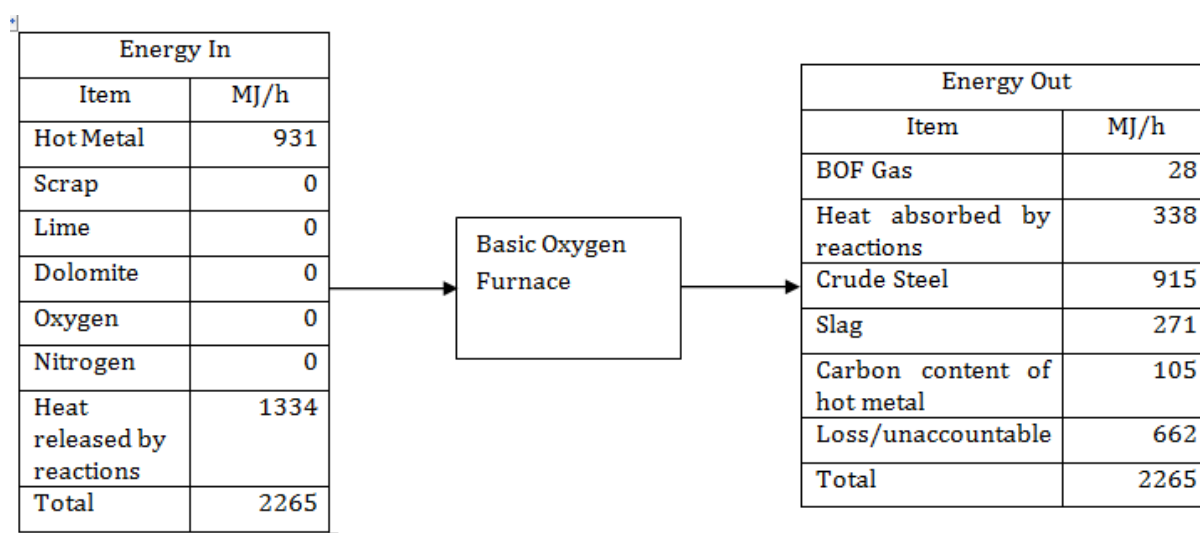 Energy In
Item MJ/h
Hot Metal 931
Scrap 0
Lime 0
Dolomite 0
Oxygen 0
Nitrogen 0
Heat 1334
released by
reactions
Total 2265
Basic Oxygen
Furnace
Energy Out
Item MJ/h
BOF Gas 28
Heat absorbed by 338
reactions
Crude Steel 915
Slag 271
Carbon content of 105
hot metal
Loss/unaccountable 662
Total 2265